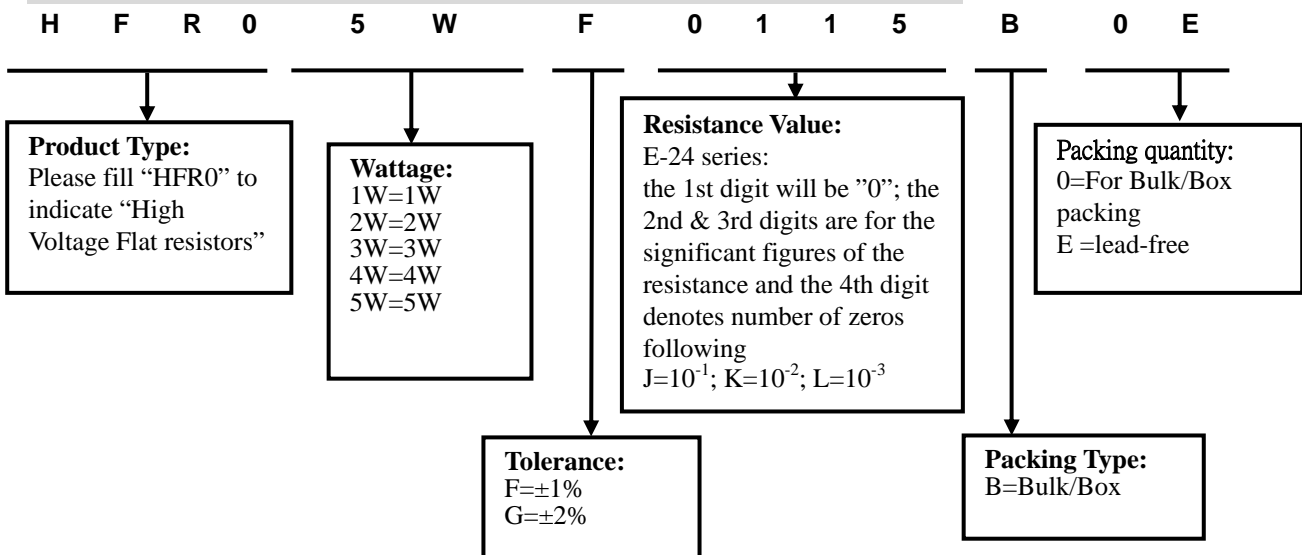 H F R 0 5 W F 0 1 1 5 B 0 E
Product Type:
Please fill “HFR0” to
indicate “High
Voltage Flat resistors”
Wattage:
1W=1W
2W=2W
3W=3W
4W=4W
5W=5W
Tolerance:
F=±1%
G=±2%
Resistance Value:
E-24 series:
the 1st digit will be ”0”; the
2nd & 3rd digits are for the
significant figures of the
resistance and the 4th digit
denotes number of zeros
following
J=10⁻¹; K=10⁻²; L=10⁻³
Packing Type:
B=Bulk/Box
Packing quantity:
0=For Bulk/Box
packing
E =lead-free